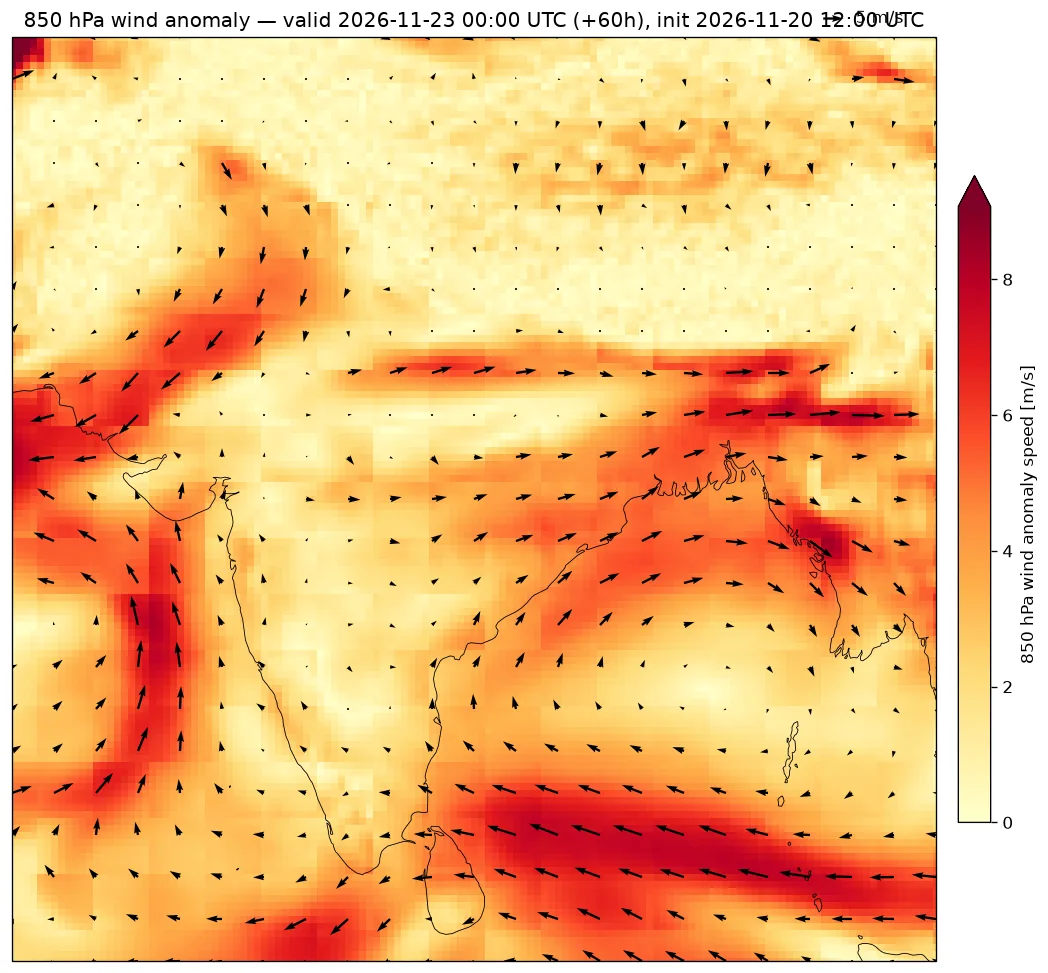 850 hPa wind anomaly — valid 2026-11-23 00:00 UTC (+60h), init 2026-11-20 12:00 UTC
5 m/s
8
6
4
2
0
850 hPa wind anomaly speed [m/s]